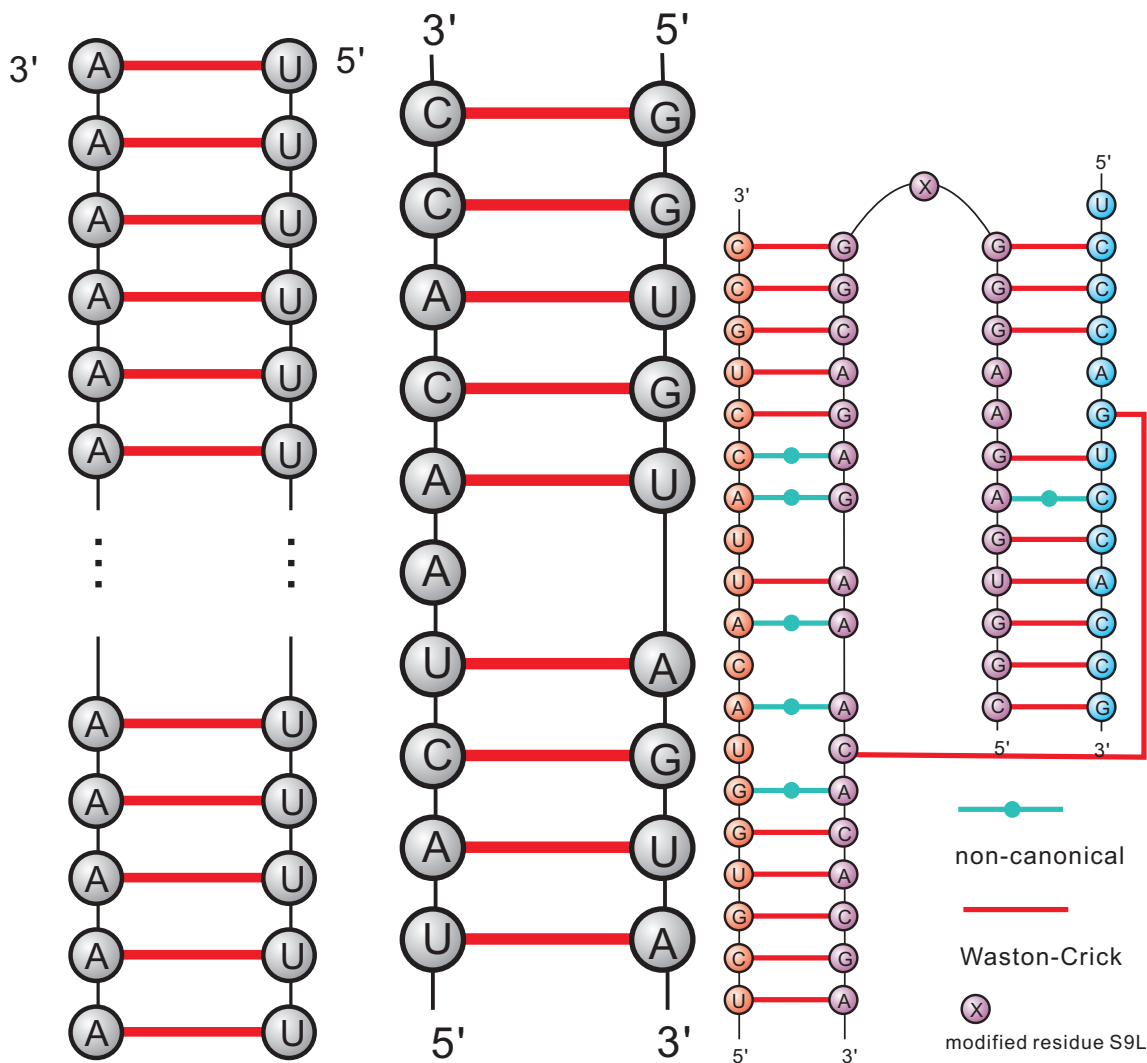 3' 5'
A U
A U
A U
A U
A U
A U
A U
A U
A U
A U
A U
3' 5'
C G
C G
A U
C G
A U
A
U A
C G
A U
U A
5' 3'
X
3'
C G
C G
G C
U A
C G
C A
A G
U
U A
A A
C
A A
U C
G A
G C
U A
G C
C G
U A
5' 3'
5'
U
G C
G C
G C
A A
A G
G U
A C
G C
U A
G C
G C
C G
5' 3'
non-canonical
Waston-Crick
X
modified residue S9L